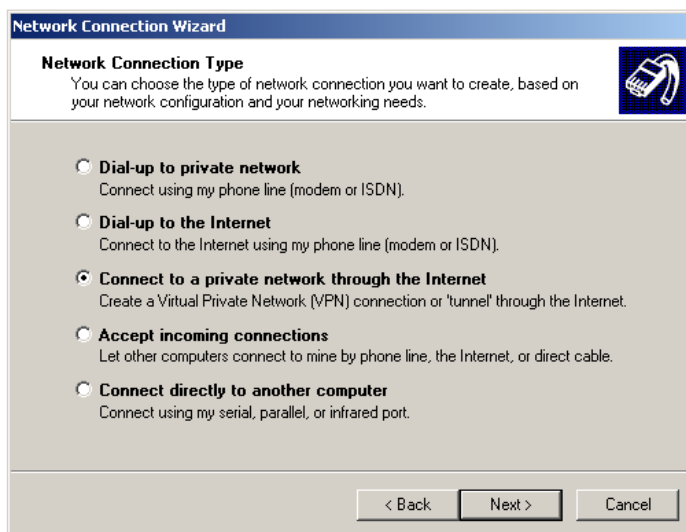 Network Connection Wizard
Network Connection Type
You can choose the type of network connection you want to create, based on
your network configuration and your networking needs.
Dial-up to private network
Connect using my phone line (modem or ISDN).
Dial-up to the Internet
Connect to the Internet using my phone line (modem or ISDN).
Connect to a private network through the Internet
Create a Virtual Private Network (VPN) connection or 'tunnel' through the Internet.
Accept incoming connections
Let other computers connect to mine by phone line, the Internet, or direct cable.
Connect directly to another computer
Connect using my serial, parallel, or infrared port.
< Back Next > Cancel